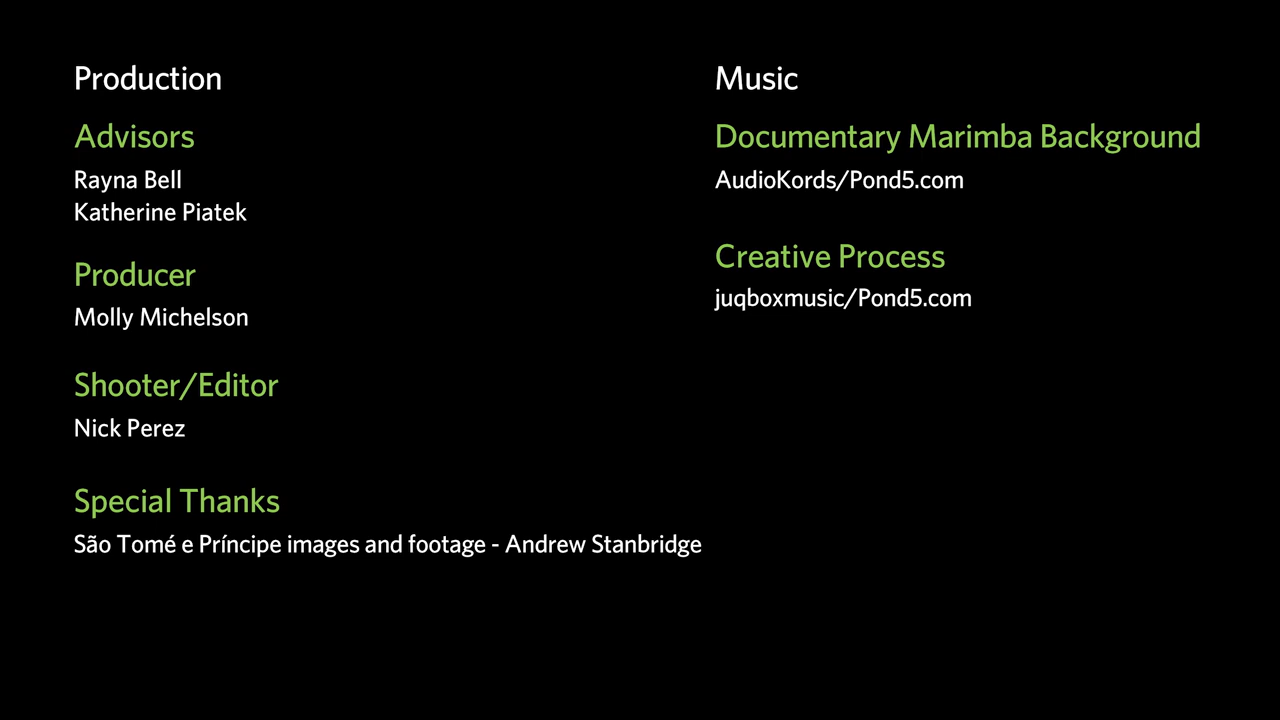 Production
Advisors
Rayna Bell
Katherine Piatek
Producer
Molly Michelson
Shooter/Editor
Nick Perez
Special Thanks
São Tomé e Príncipe images and footage - Andrew Stanbridge
Music
Documentary Marimba Background
AudioKords/Pond5.com
Creative Process
juqboxmusic/Pond5.com